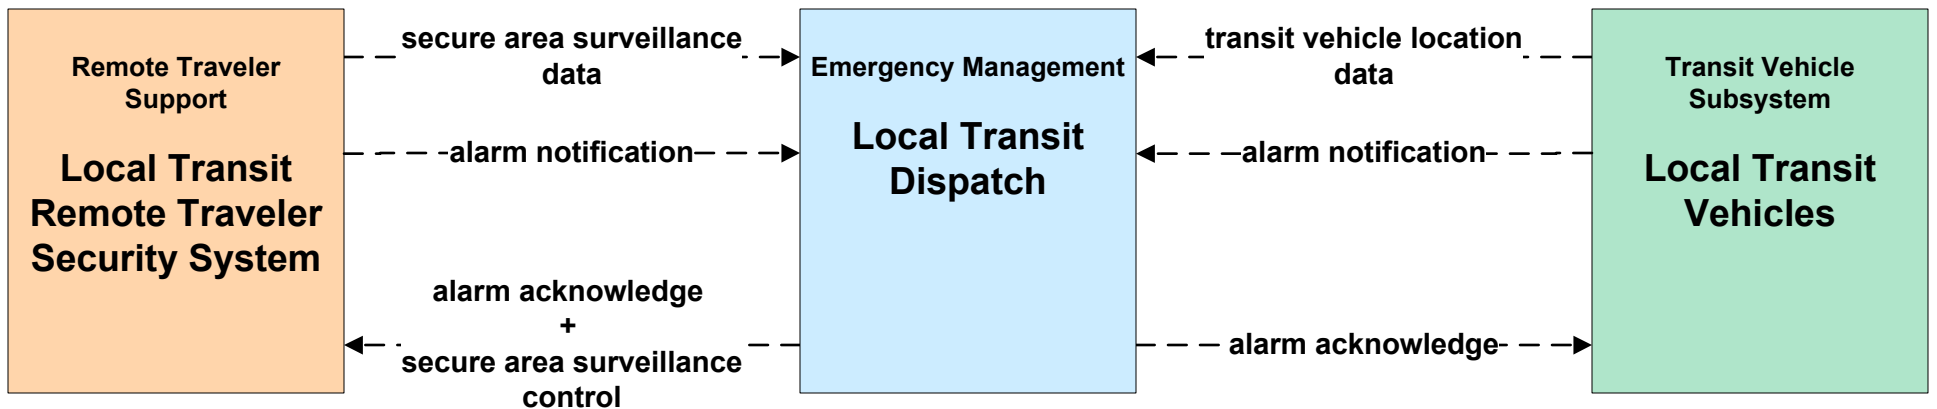 Remote Traveler
Support
Local Transit
Remote Traveler
Security System
secure area surveillance
data
alarm notification
alarm acknowledge
+
secure area surveillance
control
Emergency Management
Local Transit
Dispatch
transit vehicle location
data
alarm notification
alarm acknowledge
Transit Vehicle
Subsystem
Local Transit
Vehicles